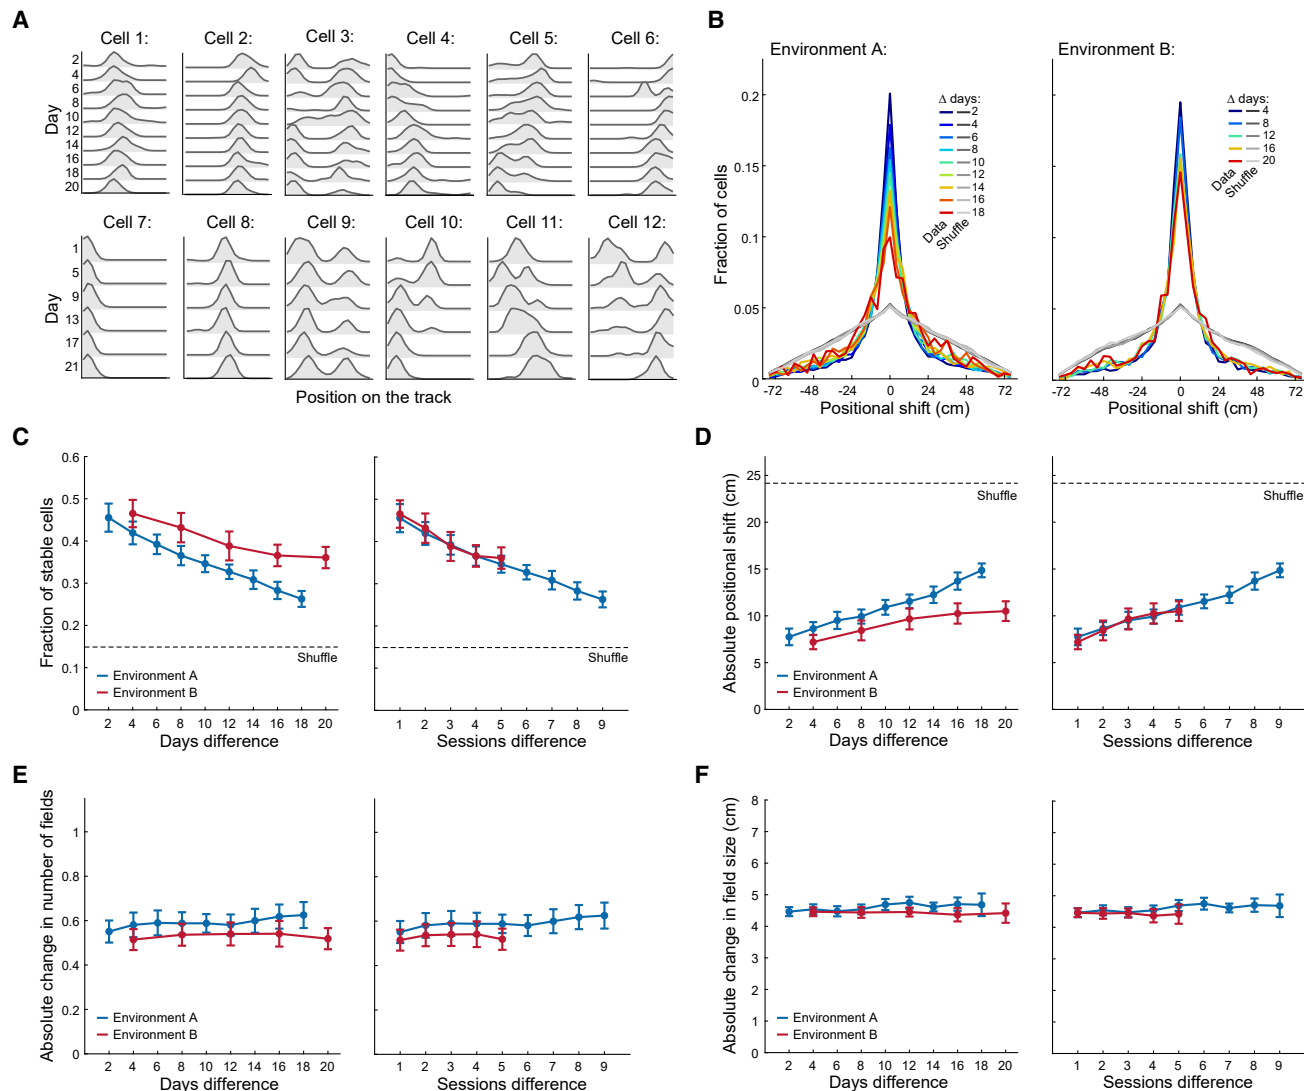 A
Cell 1:
Cell 2:
Cell 3:
Cell 4:
Cell 5:
Cell 6:
Day
2
4
6
8
10
12
14
16
18
20
Cell 7:
Cell 8:
Cell 9:
Cell 10:
Cell 11:
Cell 12:
Day
1
5
9
13
17
21
Position on the track
B
Environment A:
Fraction of cells
0.2
0.15
0.1
0.05
0
Δ days:
2
4
6
8
10
12
14
16
18
Data
Shuffle
-72 -48 -24 0 24 48 72
Positional shift (cm)
Environment B:
Δ days:
4
8
12
16
20
Data
Shuffle
-72 -48 -24 0 24 48 72
Positional shift (cm)
C
Fraction of stable cells
0.6
0.5
0.4
0.3
0.2
0.1
0
Shuffle
Environment A
Environment B
2 4 6 8 10 12 14 16 18 20
Days difference
Shuffle
1 2 3 4 5 6 7 8 9
Sessions difference
D
Absolute positional shift (cm)
25
20
15
10
5
0
Shuffle
Environment A
Environment B
2 4 6 8 10 12 14 16 18 20
Days difference
Shuffle
1 2 3 4 5 6 7 8 9
Sessions difference
E
Absolute change in number of fields
1
0.8
0.6
0.4
0.2
0
Environment A
Environment B
2 4 6 8 10 12 14 16 18 20
Days difference
1 2 3 4 5 6 7 8 9
Sessions difference
F
Absolute change in field size (cm)
8
7
6
5
4
3
2
1
0
Environment A
Environment B
2 4 6 8 10 12 14 16 18 20
Days difference
1 2 3 4 5 6 7 8 9
Sessions difference